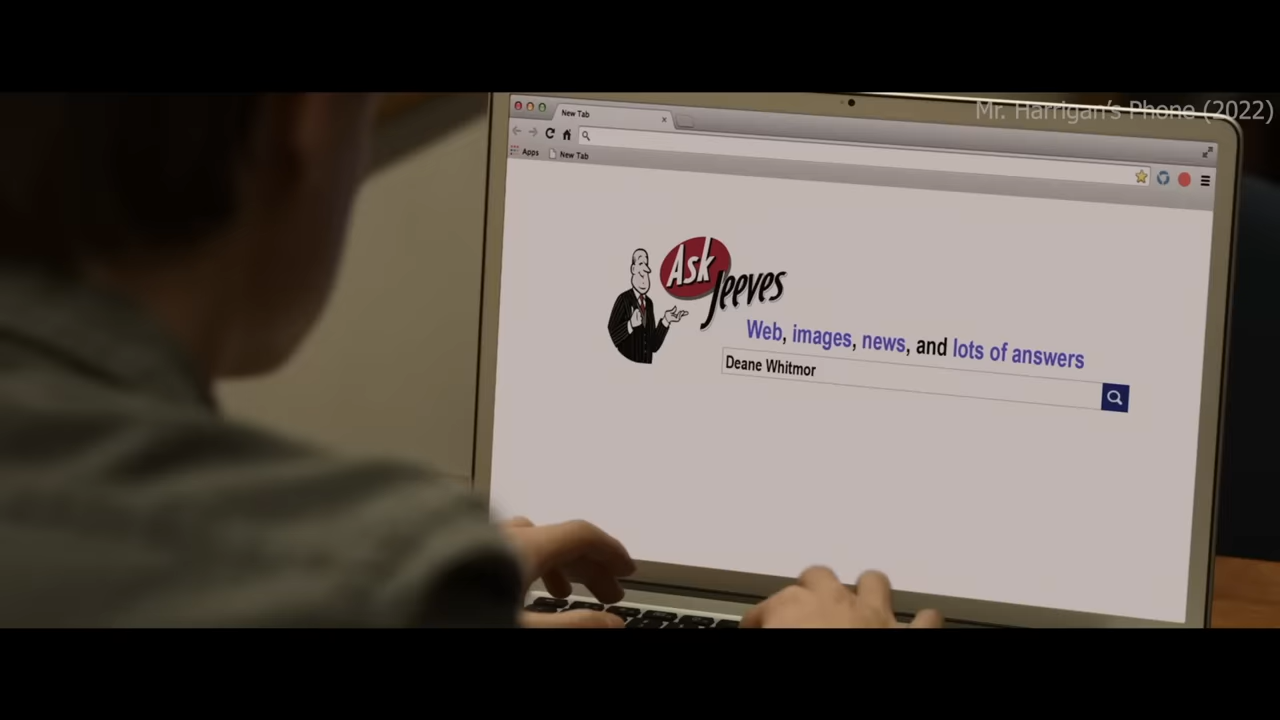 Mr. Harrigan's Phone (2022)
New Tab
Apps New Tab
Ask
Jeeves
Web, images, news, and lots of answers
Deane Whitmor